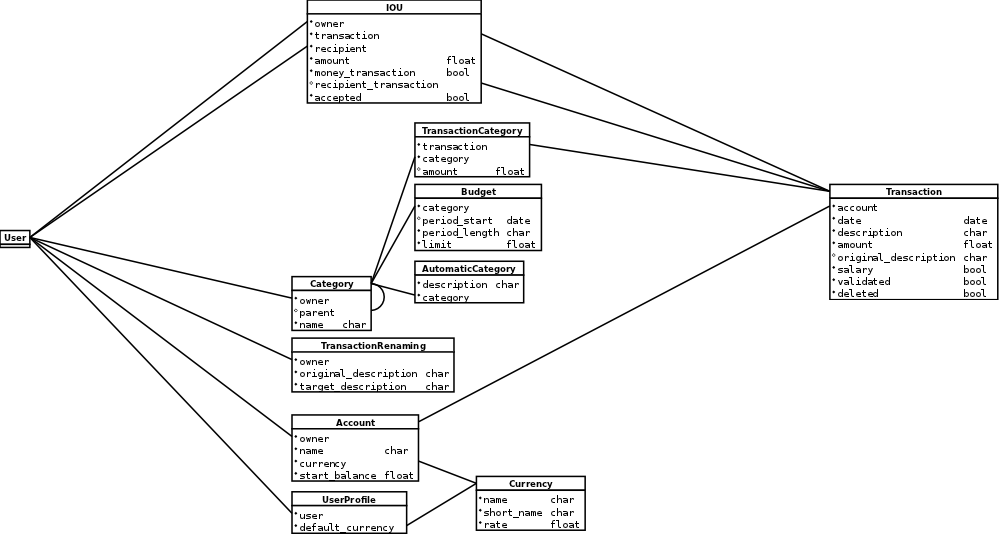 IOU
*owner
*transaction
*recipient
*amount float
*money_transaction bool
°recipient_transaction
*accepted bool
TransactionCategory
*transaction
*category
°amount float
Budget
*category
°period_start date
*period_length char
*limit float
Transaction
*account
*date date
*description char
*amount float
°original_description char
*salary bool
*validated bool
*deleted bool
User
AutomaticCategory
*description char
*category
Category
*owner
°parent
*name char
TransactionRenaming
*owner
*original_description char
*target_description char
Account
*owner
*name char
*currency
*start_balance float
Currency
*name char
*short_name char
*rate float
UserProfile
*user
*default_currency